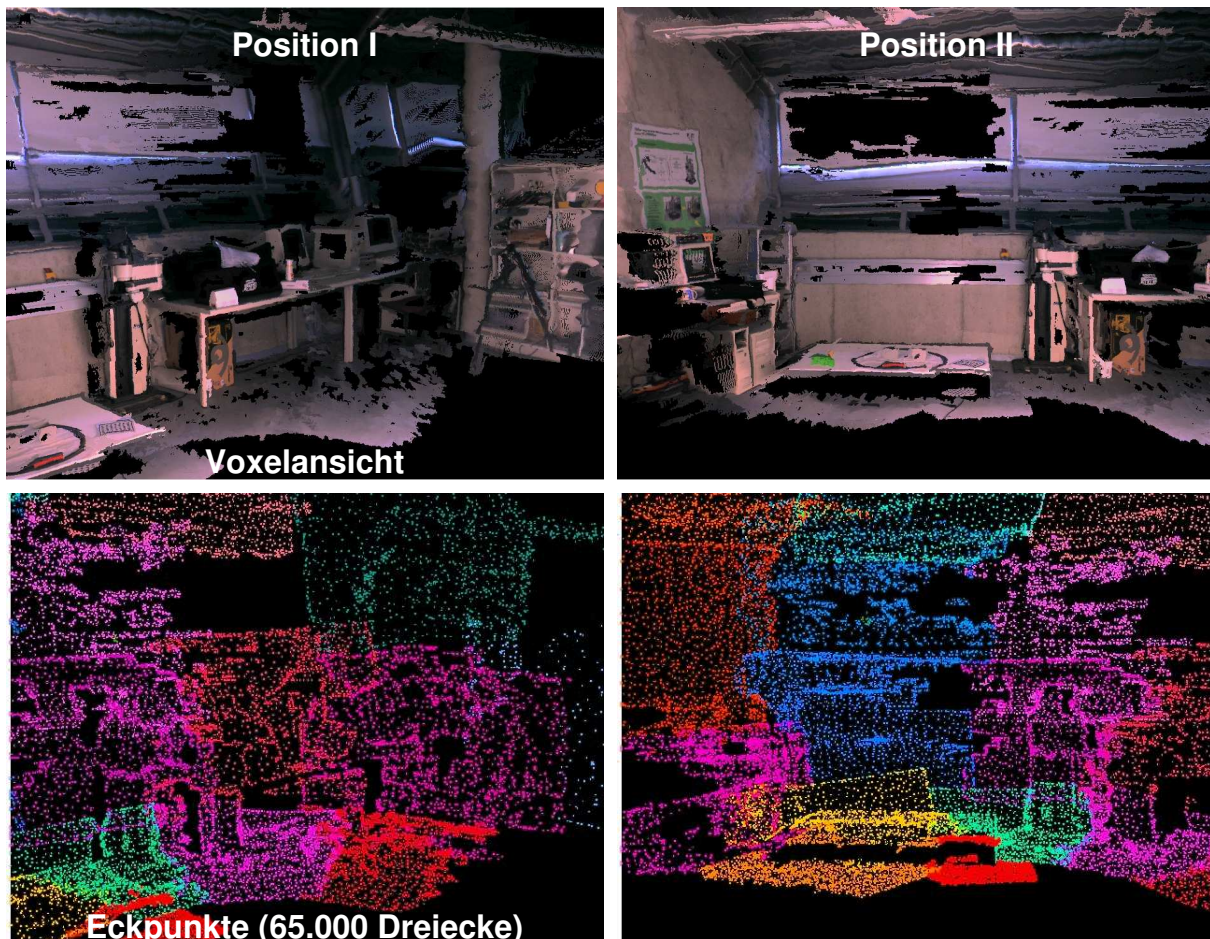 Position I
Position II
Voxelansicht
Eckpunkte (65.000 Dreiecke)